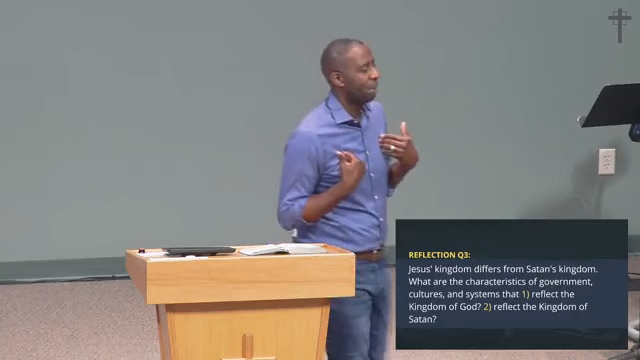 REFLECTION Q3:
Jesus' kingdom differs from Satan's kingdom.
What are the characteristics of government,
cultures, and systems that 1) reflect the
Kingdom of God? 2) reflect the Kingdom of
Satan?